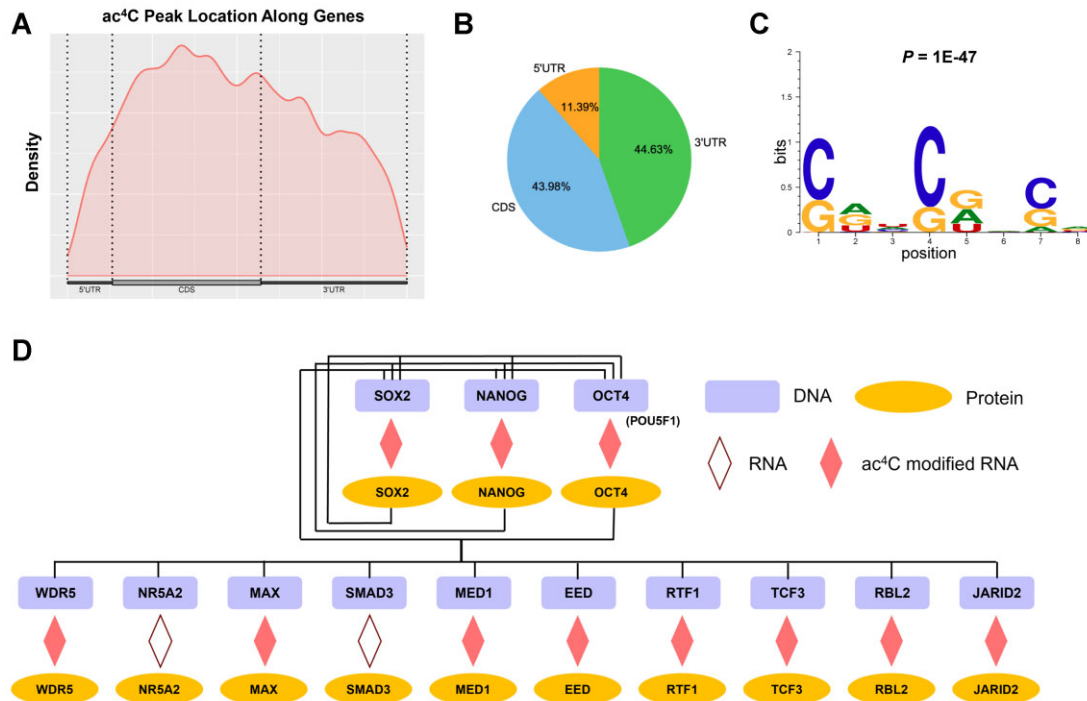 A
ac⁴C Peak Location Along Genes
Density
5'UTR
CDS
3'UTR
B
5'UTR
11.39%
44.63%
3'UTR
43.98%
CDS
C
P = 1E-47
2
1.5
1
0.5
0
bits
C
G
A
G
U
C
G
G
A
U
C
G
A
1 2 3 4 5 6 7 8
position
D
SOX2 NANOG OCT4
(POU5F1)
DNA
Protein
RNA
ac⁴C modified RNA
SOX2 NANOG OCT4
WDR5 NR5A2 MAX SMAD3 MED1 EED RTF1 TCF3 RBL2 JARID2
WDR5 NR5A2 MAX SMAD3 MED1 EED RTF1 TCF3 RBL2 JARID2